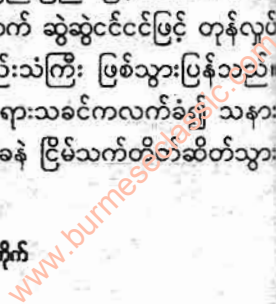 က် ဆွဲဆွဲငင်ငင်ဖြင့် တုန်လှုပ
်းသံကြီး ဖြစ်သွားပြန်သည်။
ရားသခင်ကလက်ခံ၍ သနား
ခနဲ ငြိမ်သက်တိတ်ဆိတ်သွား
ိုက်
www.burmeseclassic.com